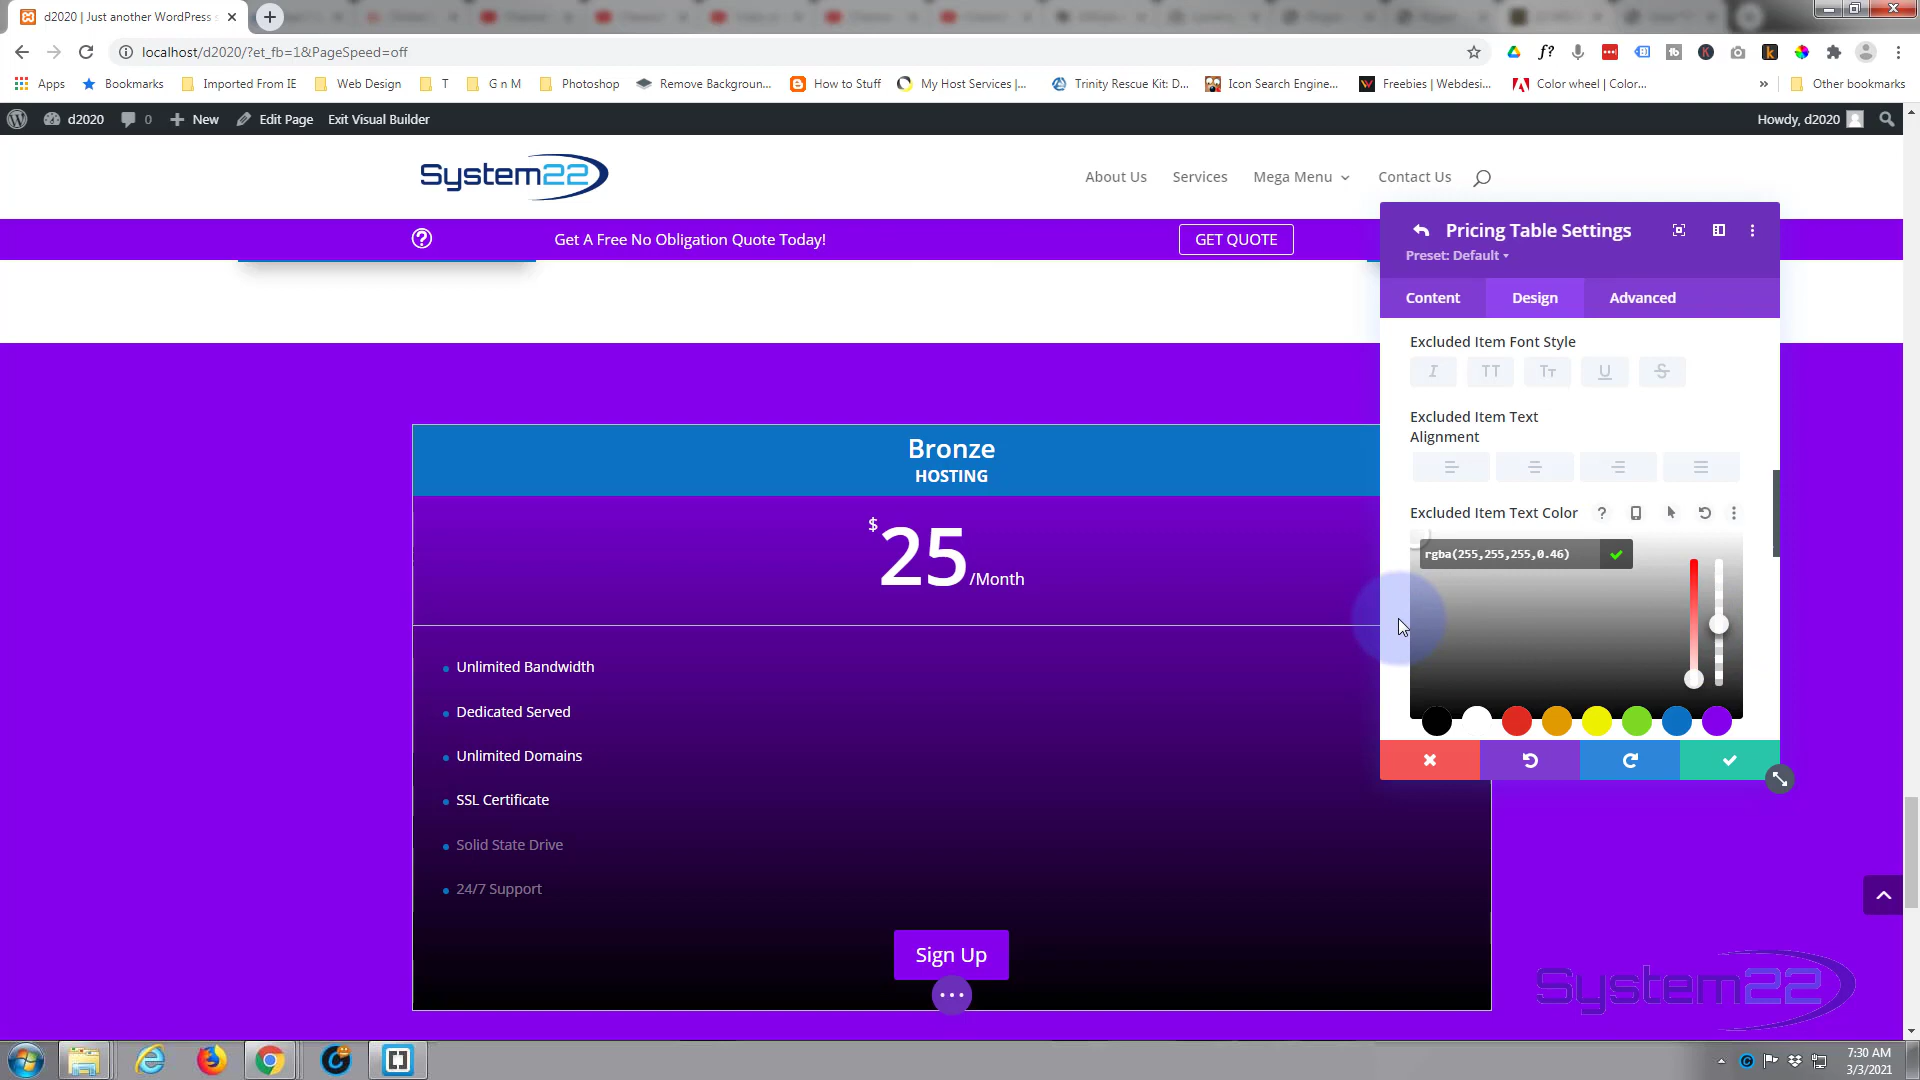 d2020 | Just another WordPress s
localhost/d2020/?et_fb=1&PageSpeed=off
Apps
Bookmarks
Imported From IE
Web Design
T
G n M
Photoshop
Remove Backgroun...
How to Stuff
My Host Services |...
Trinity Rescue Kit: D...
Icon Search Engine...
Freebies | Webdesi...
Color wheel | Color...
»
Other bookmarks
d2020
0
New
Edit Page
Exit Visual Builder
Howdy, d2020
System22
About Us
Services
Mega Menu
Contact Us
Get A Free No Obligation Quote Today!
GET QUOTE
Pricing Table Settings
Preset: Default
Content
Design
Advanced
Excluded Item Font Style
I TT Tт U S
Excluded Item Text
Alignment
Excluded Item Text Color
rgba(255,255,255,0.46)
Bronze
HOSTING
$25/Month
Unlimited Bandwidth
Dedicated Served
Unlimited Domains
SSL Certificate
Solid State Drive
24/7 Support
Sign Up
System22
7:30 AM
3/3/2021